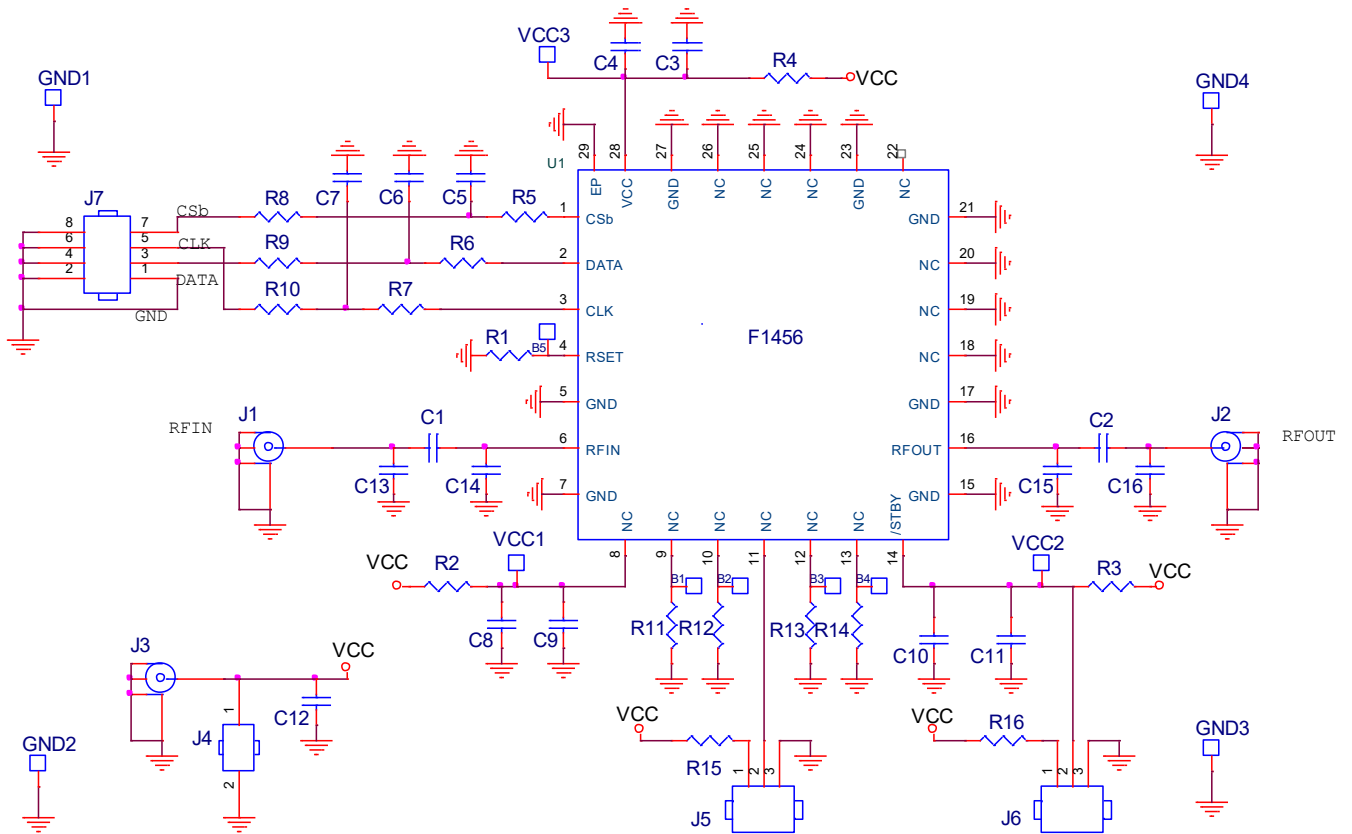 VCC3
C4
C3
R4
VCC
GND1
GND4
U1
29
28
27
26
25
24
23
22
EP
VCC
GND
NC
NC
NC
GND
NC
J7
CSb
R8
C7
C6
C5
R5
1
CSb
GND
21
8
7
6
5
CLK
R9
R6
2
DATA
NC
20
4
3
2
1
DATA
R10
R7
3
CLK
NC
19
GND
R1
B5
4
RSET
F1456
NC
18
5
GND
GND
17
RFIN
J1
C1
6
RFIN
RFOUT
16
C2
J2
RFOUT
C13
C14
C15
C16
7
GND
GND
15
NC
NC
NC
NC
NC
NC
/STBY
8
9
10
11
12
13
14
VCC
R2
VCC1
B1
B2
B3
B4
VCC2
R3
VCC
C8
C9
R11
R12
R13
R14
C10
C11
J3
VCC
1
C12
J4
2
GND2
VCC
R15
1
2
3
J5
VCC
R16
1
2
3
J6
GND3